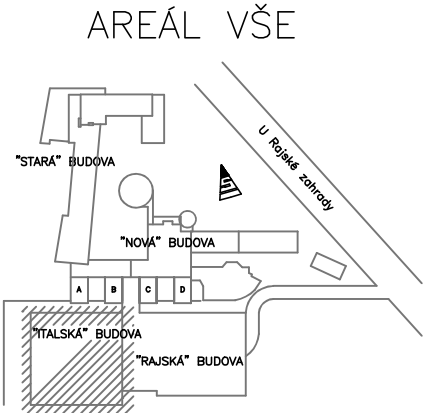 AREÁL VŠE
U Rajské zahrady
"STARÁ" BUDOVA
S
"NOVÁ" BUDOVA
A B C D
"ITALSKÁ" BUDOVA
"RAJSKÁ" BUDOVA